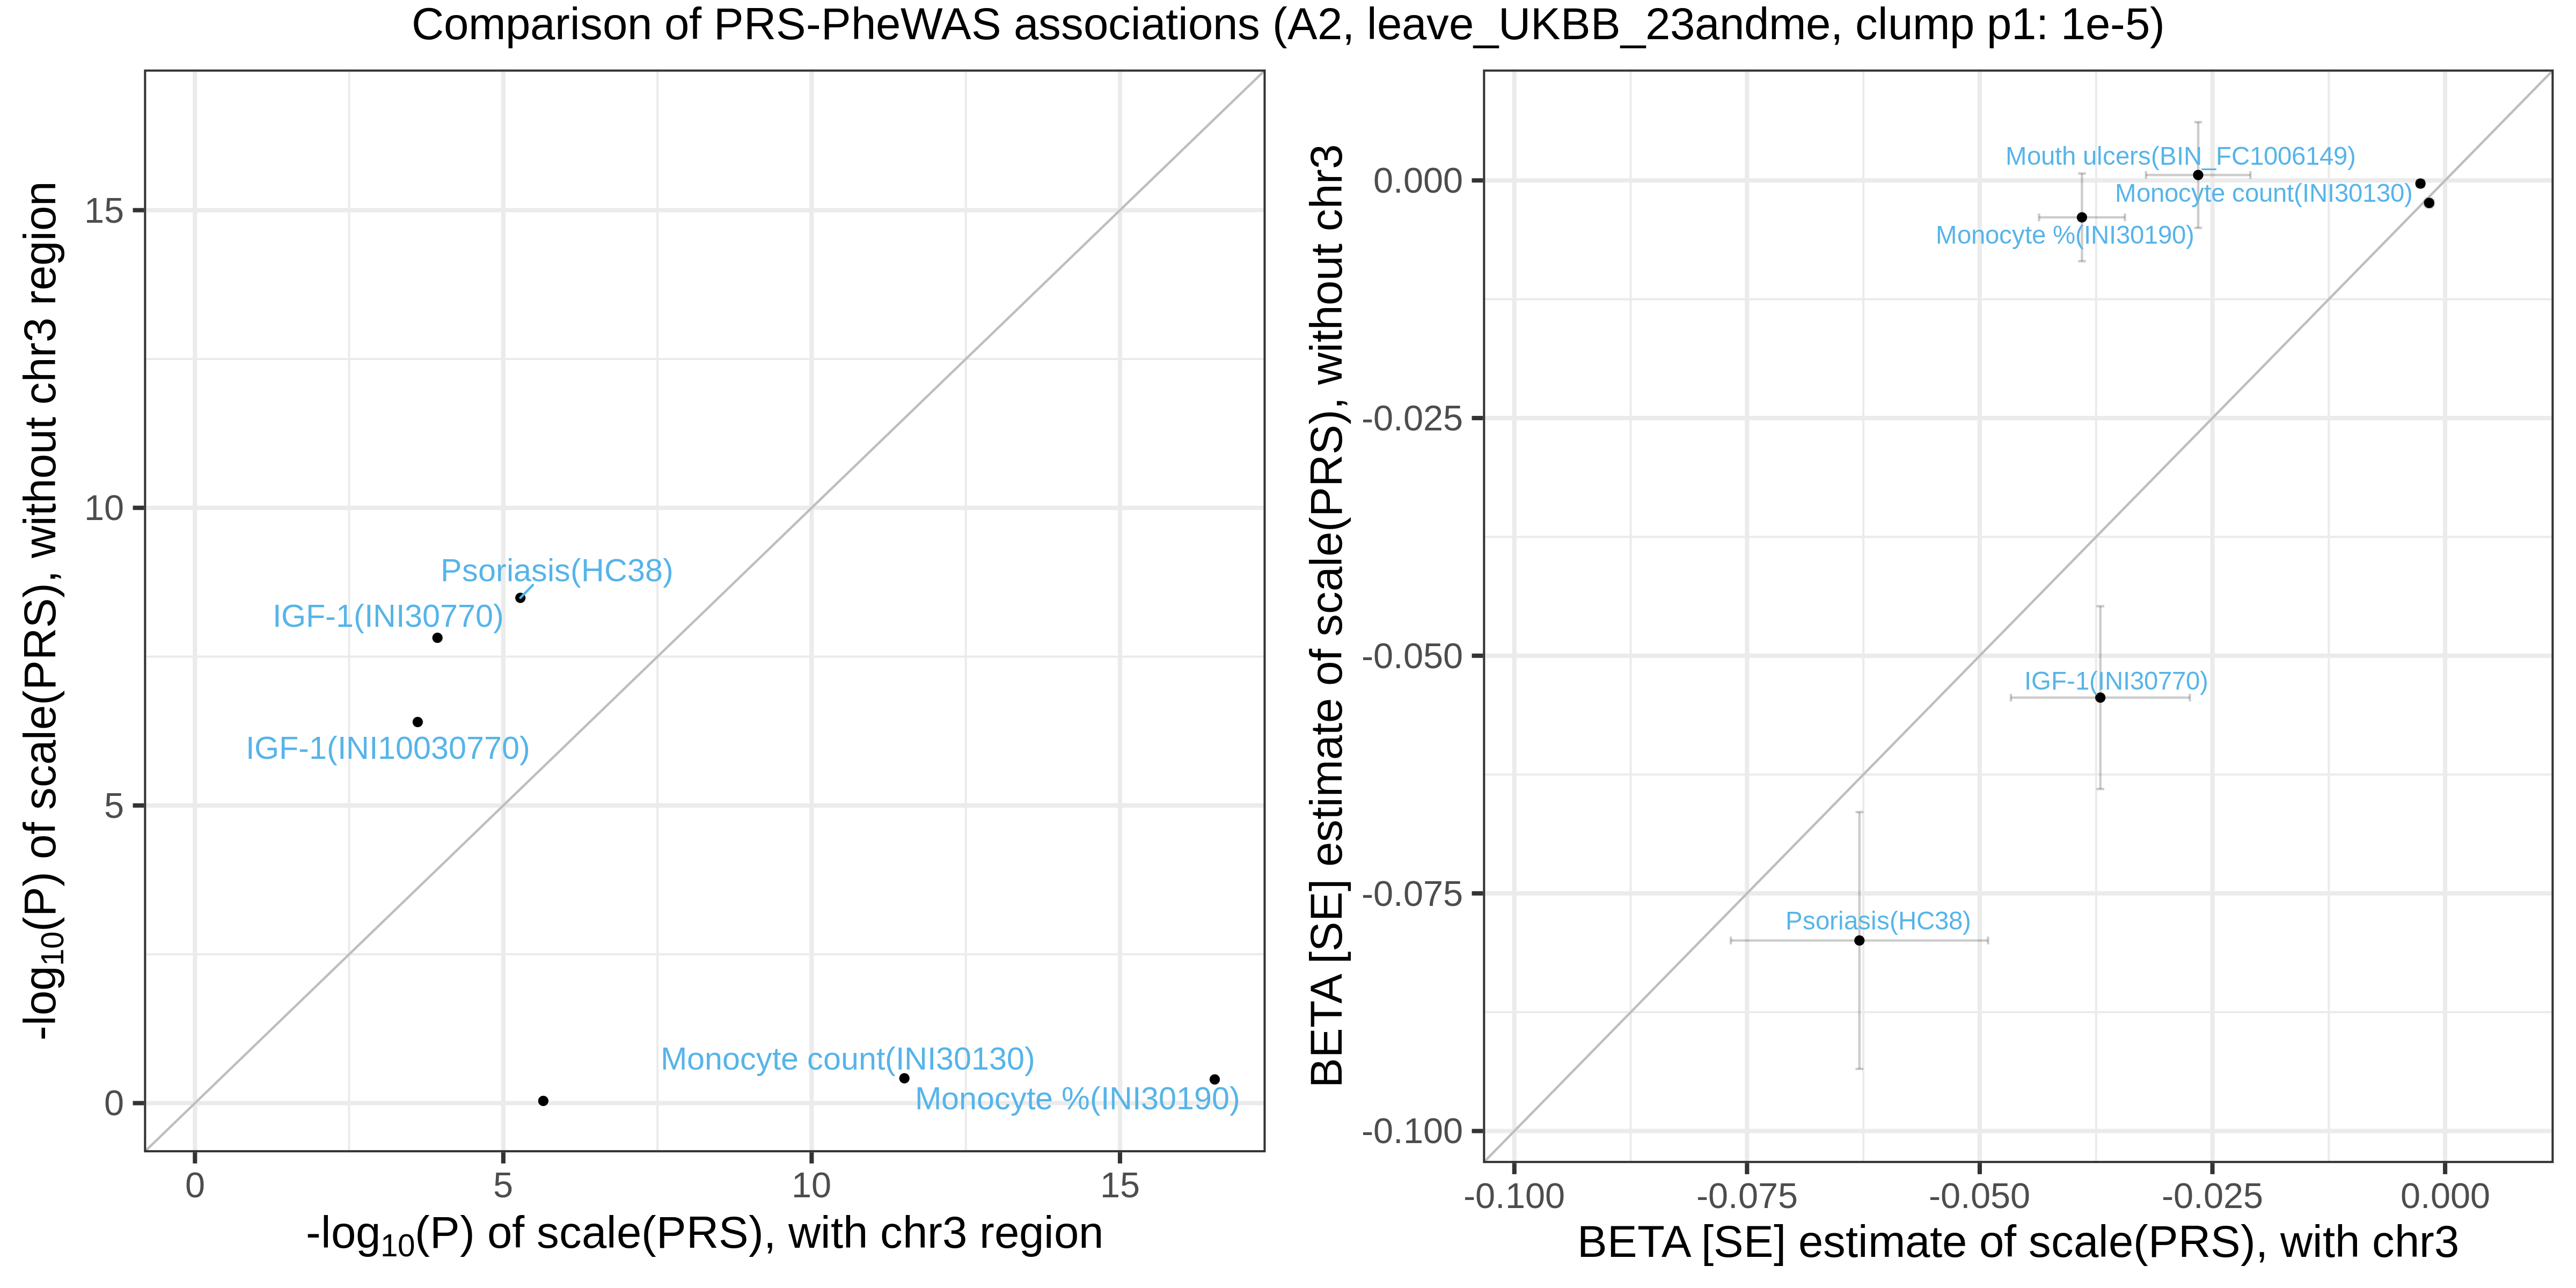 Comparison of PRS-PheWAS associations (A2, leave_UKBB_23andme, clump p1: 1e-5)
-log10(P) of scale(PRS), without chr3 region
15
10
5
0
Psoriasis(HC38)
IGF-1(INI30770)
IGF-1(INI10030770)
Monocyte count(INI30130)
Monocyte %(INI30190)
0
5
10
15
-log10(P) of scale(PRS), with chr3 region
BETA [SE] estimate of scale(PRS), without chr3
0.000
-0.025
-0.050
-0.075
-0.100
Mouth ulcers(BIN_FC1006149)
Monocyte count(INI30130)
Monocyte %(INI30190)
IGF-1(INI30770)
Psoriasis(HC38)
-0.100
-0.075
-0.050
-0.025
0.000
BETA [SE] estimate of scale(PRS), with chr3